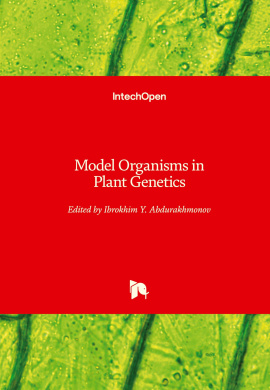 IntechOpen
Model Organisms in
Plant Genetics
Edited by Ibrokhim Y. Abdurakhmonov